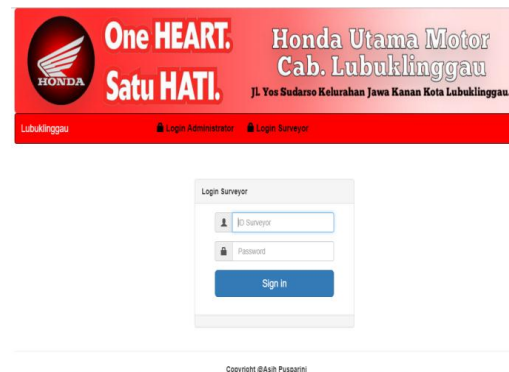 HONDA
One HEART.
Satu HATI.
Honda Utama Motor
Cab. Lubuklinggau
Jl. Yos Sudarso Kelurahan Jawa Kanan Kota Lubuklinggau.
Lubuklinggau Login Administrator Login Surveyor
Login Surveyor
ID Surveyor
Password
Sign in
Copyright @Asih Pusparini